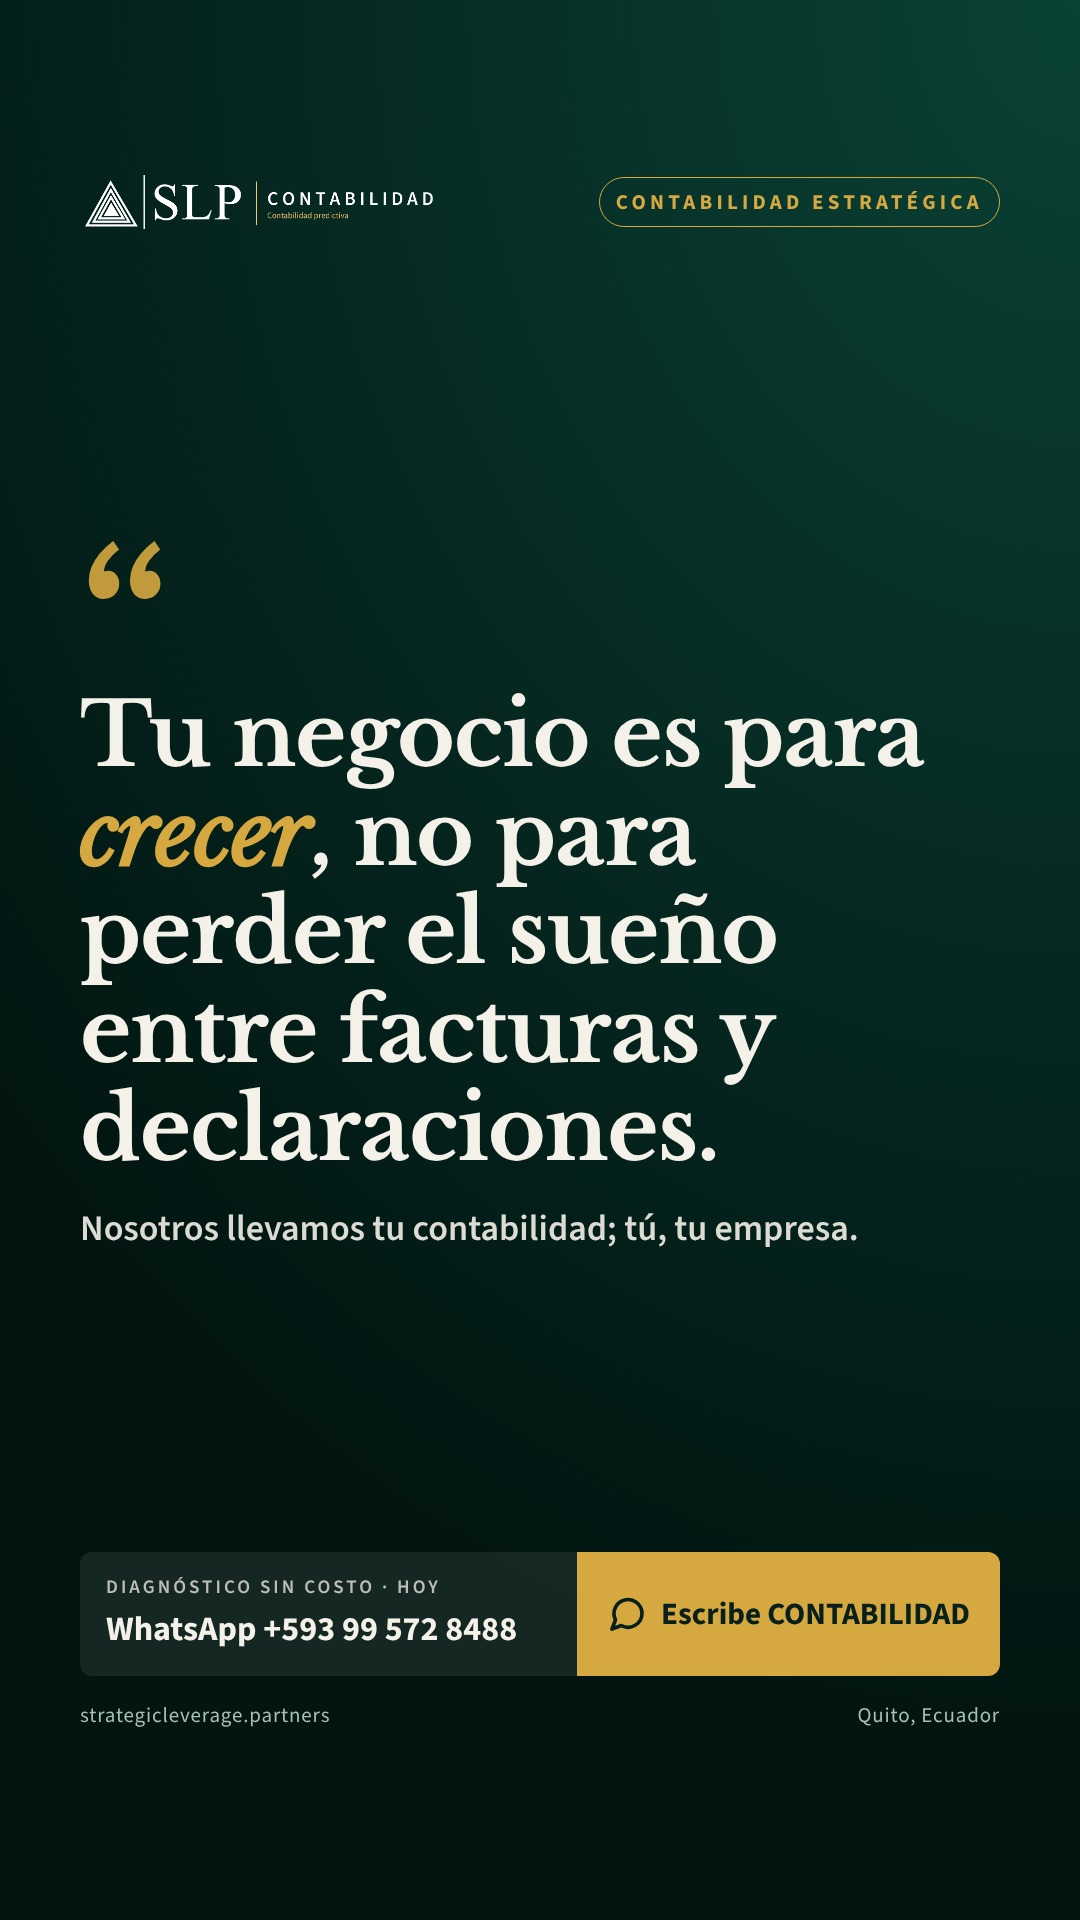 SLP
CONTABILIDAD
Contabilidad predictiva
CONTABILIDAD ESTRATÉGICA
“
Tu negocio es para
crecer, no para
perder el sueño
entre facturas y
declaraciones.
Nosotros llevamos tu contabilidad; tú, tu empresa.
DIAGNÓSTICO SIN COSTO · HOY
WhatsApp +593 99 572 8488
Escribe CONTABILIDAD
strategicleverage.partners
Quito, Ecuador